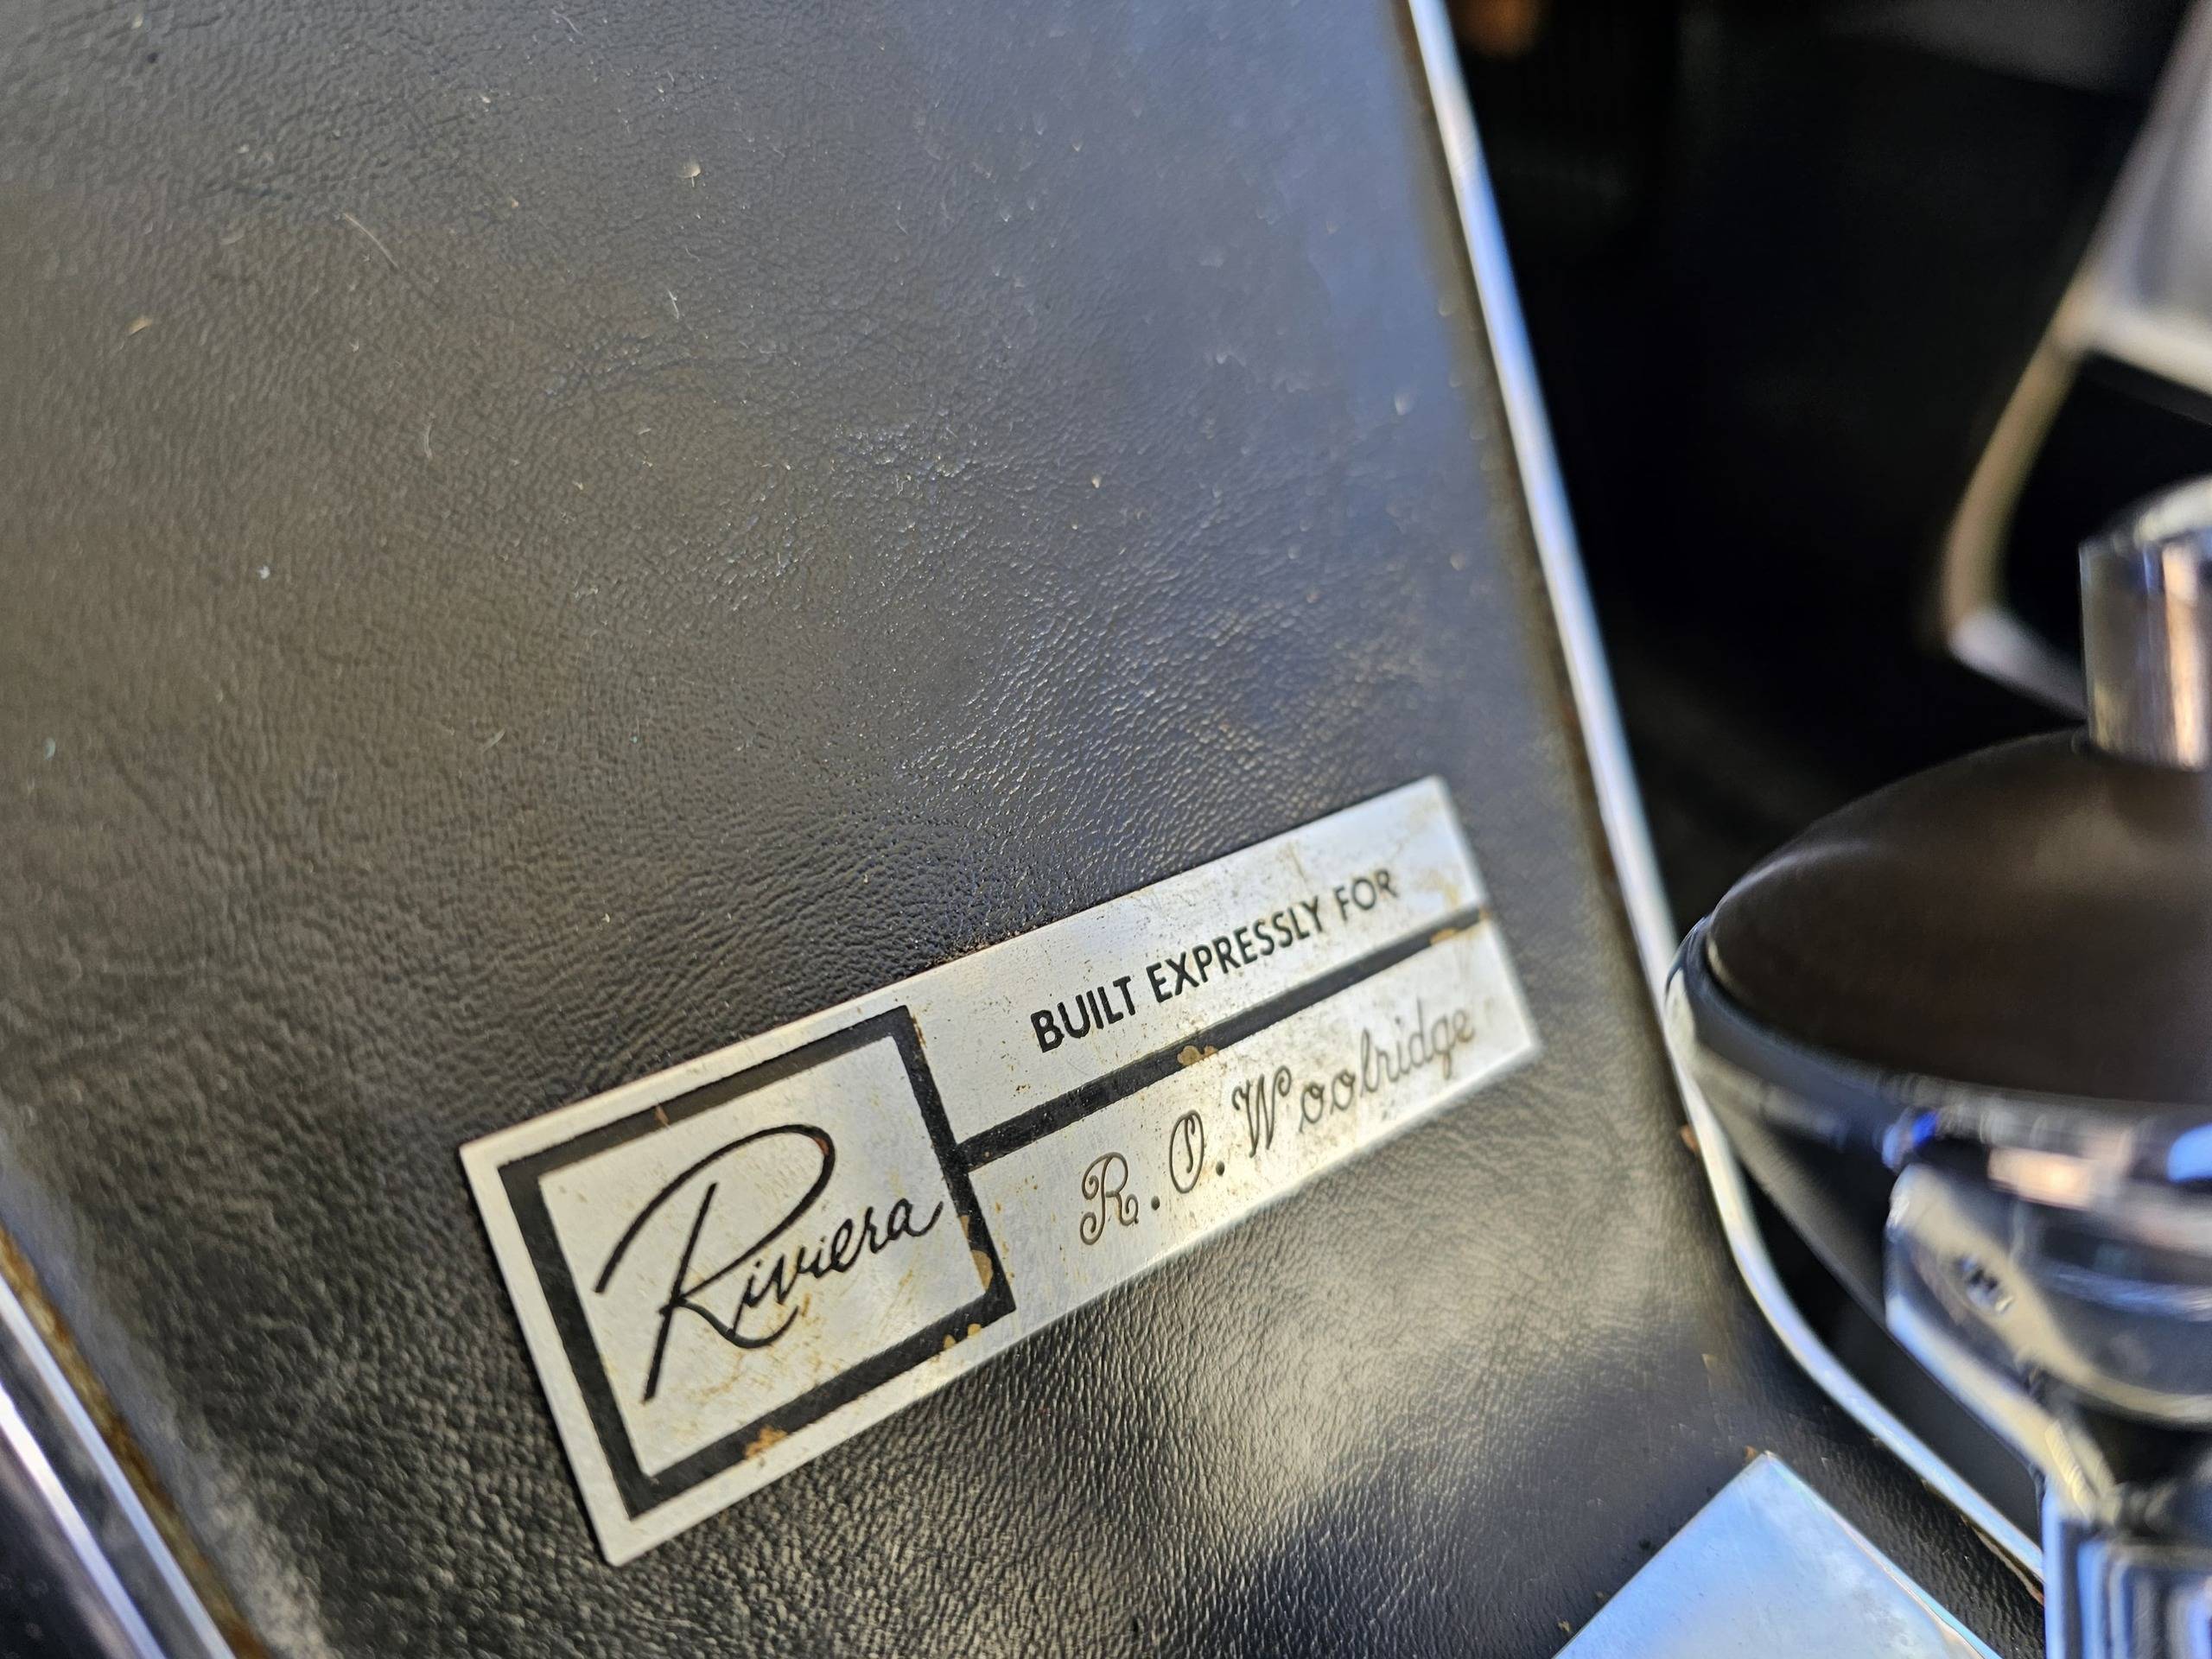 Riviera
BUILT EXPRESSLY FOR
R. O. Woolridge